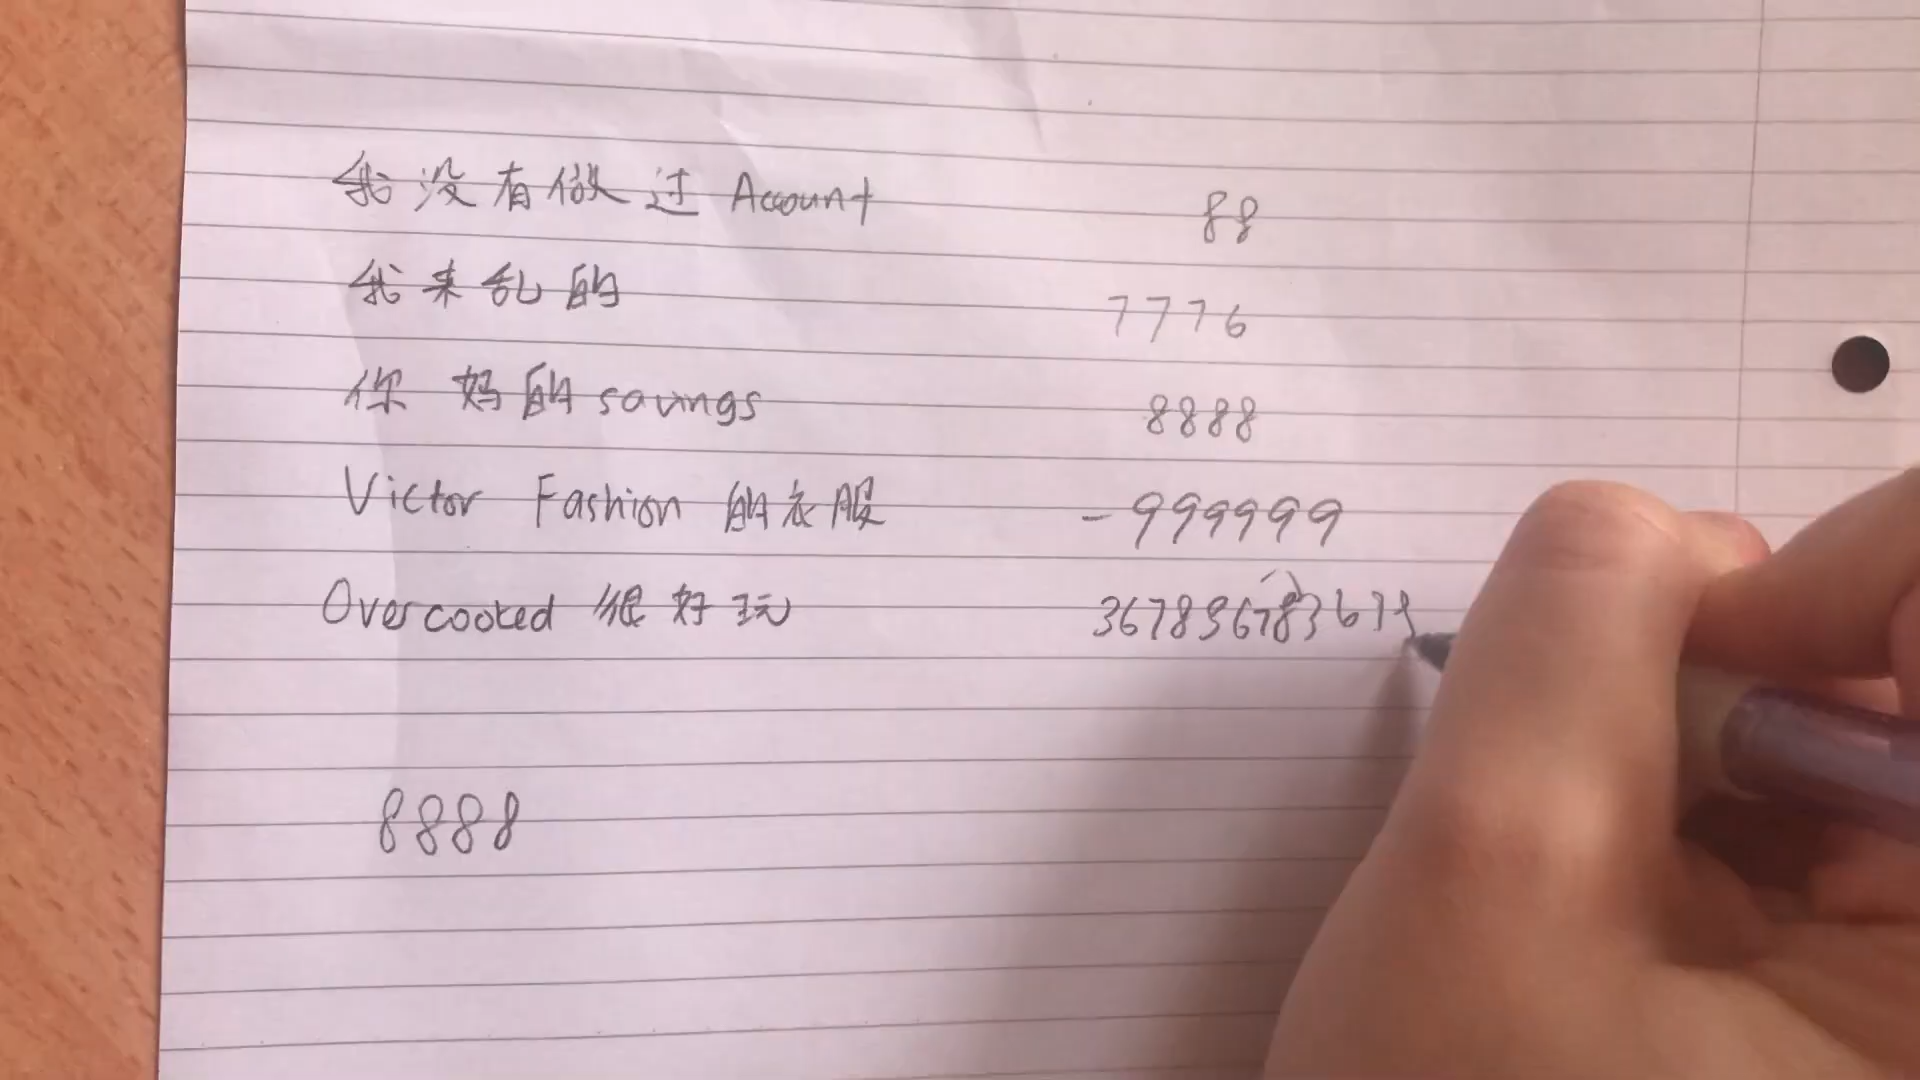 我没有做过 Account 88
我来乱的 7776
你妈的 savings 8888
Victor Fashion 的衣服 -999999
Overcooked 很好玩
8888